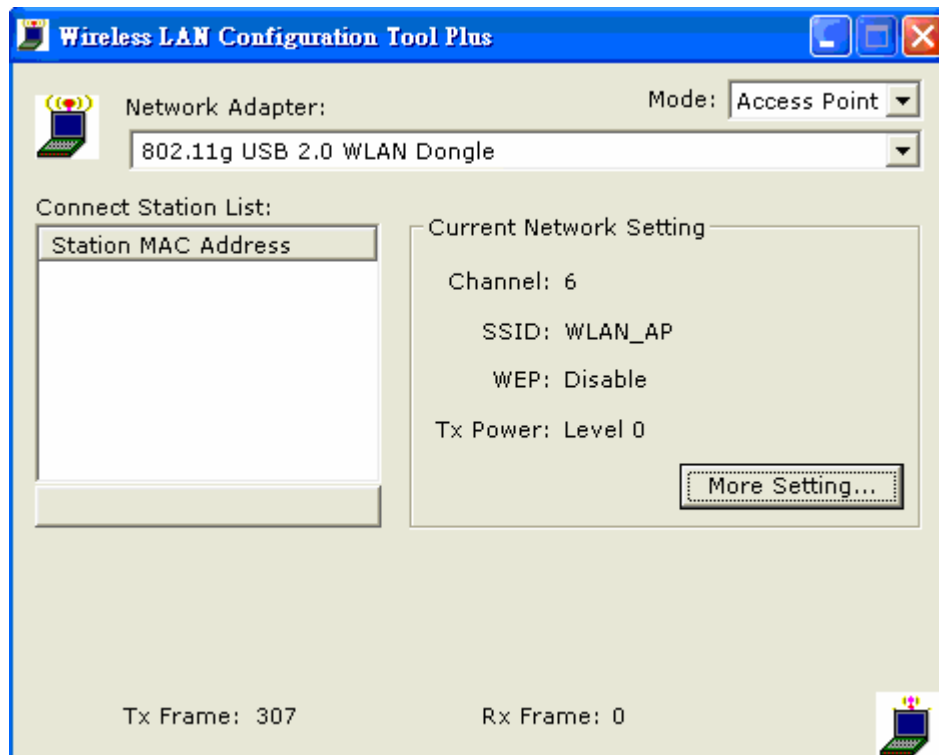 Wireless LAN Configuration Tool Plus
Network Adapter:
Mode: Access Point
802.11g USB 2.0 WLAN Dongle
Connect Station List:
Station MAC Address
Current Network Setting
Channel: 6
SSID: WLAN_AP
WEP: Disable
Tx Power: Level 0
More Setting...
Tx Frame: 307
Rx Frame: 0